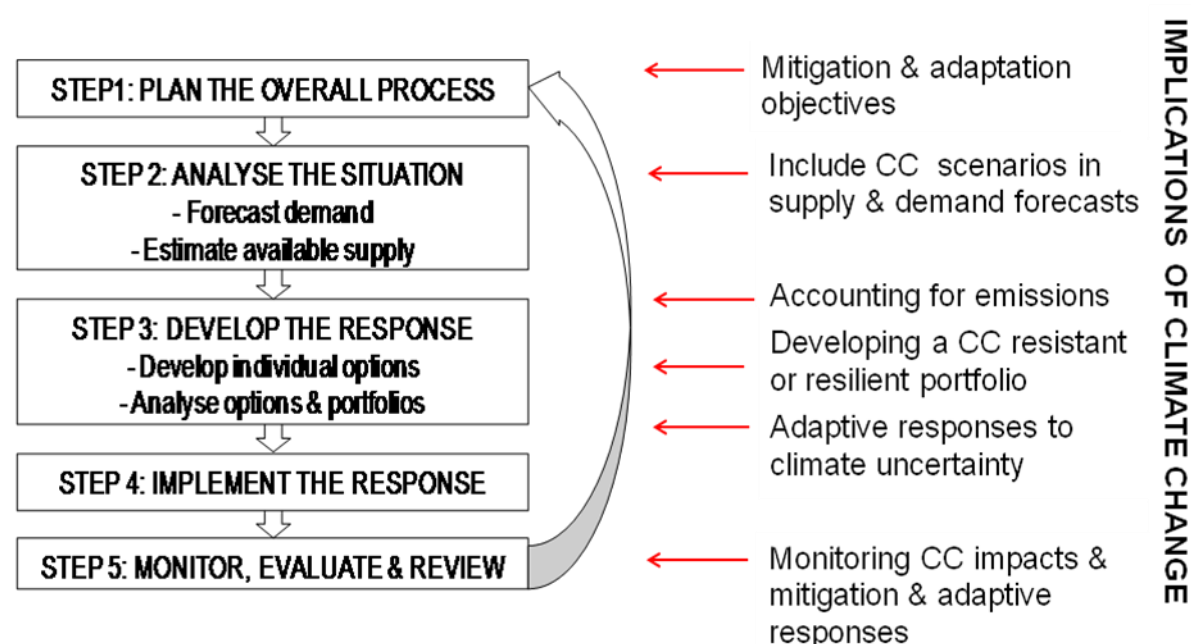 STEP1: PLAN THE OVERALL PROCESS
STEP 2: ANALYSE THE SITUATION
- Forecast demand
- Estimate available supply
STEP 3: DEVELOP THE RESPONSE
- Develop individual options
- Analyse options & portfolios
STEP 4: IMPLEMENT THE RESPONSE
STEP 5: MONITOR, EVALUATE & REVIEW
Mitigation & adaptation
objectives
Include CC scenarios in
supply & demand forecasts
Accounting for emissions
Developing a CC resistant
or resilient portfolio
Adaptive responses to
climate uncertainty
Monitoring CC impacts &
mitigation & adaptive
responses
IMPLICATIONS OF CLIMATE CHANGE